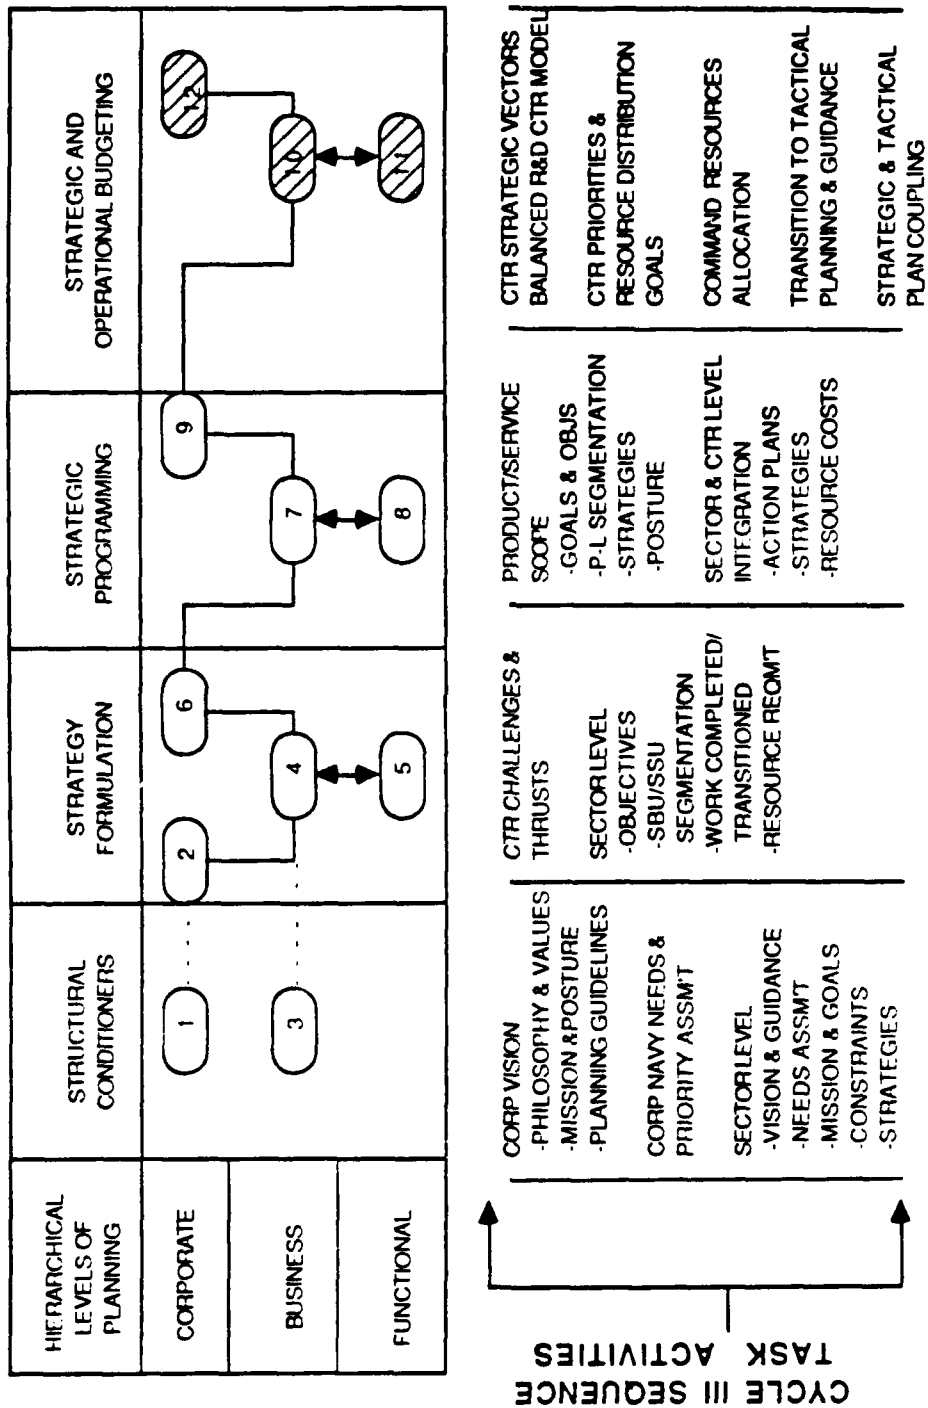 HIERARCHICAL
LEVELS OF
PLANNING
STRUCTURAL
CONDITIONERS
STRATEGY
FORMULATION
STRATEGIC
PROGRAMMING
STRATEGIC AND
OPERATIONAL BUDGETING
CORPORATE
1
2
6
9
12
BUSINESS
3
4
7
10
FUNCTIONAL
5
8
11
CYCLE III SEQUENCE
TASK ACTIVITIES
CORP VISION
-PHILOSOPHY & VALUES
-MISSION &POSTURE
-PLANNING GUIDELINES
CORP NAVY NEEDS &
PRIORITY ASSM'T
SECTOR LEVEL
-VISION & GUIDANCE
-NEEDS ASSM'T
-MISSION & GOALS
-CONSTRAINTS
-STRATEGIES
CTR CHALLENGES &
THRUSTS
SECTOR LEVEL
-OBJECTIVES
-SBU/SSU
SEGMENTATION
-WORK COMPLETED/
TRANSITIONED
-RESOURCE REQM'T
PRODUCT/SERVICE
SCOPE
-GOALS & OBJS
-P-L SEGMENTATION
-STRATEGIES
-POSTURE
SECTOR & CTR LEVEL
INTEGRATION
-ACTION PLANS
-STRATEGIES
-RESOURCE COSTS
CTR STRATEGIC VECTORS
BALANCED R&D CTR MODEL
CTR PRIORITIES &
RESOURCE DISTRIBUTION
GOALS
COMMAND RESOURCES
ALLOCATION
TRANSITION TO TACTICAL
PLANNING & GUIDANCE
STRATEGIC & TACTICAL
PLAN COUPLING